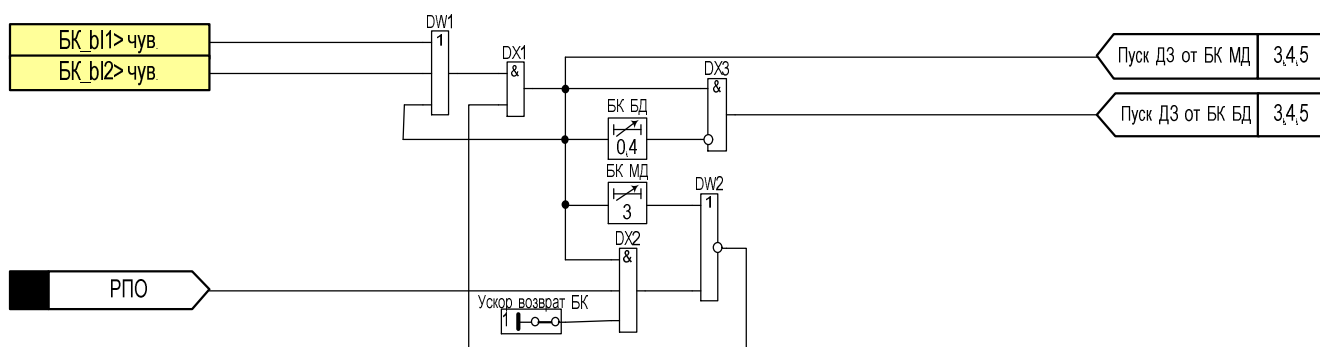 БК_bI1> чув.
БК_bI2> чув.
DW1
1
DX1
&
DX3
&
Пуск ДЗ от БК МД 3,4,5
Пуск ДЗ от БК БД 3,4,5
БК БД
0,4
БК МД
3
DW2
1
DX2
&
РПО
Ускор возврат БК
1